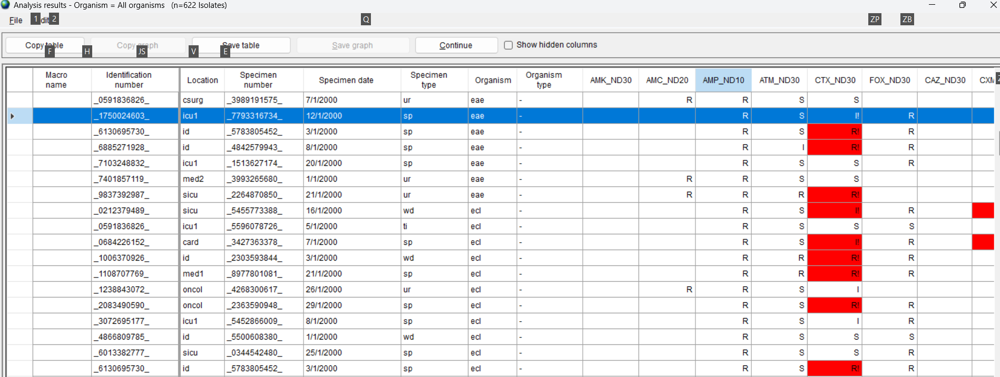 Analysis results - Organism = All organisms (n=622 Isolates)
File 1 dit 2 Q ZP ZB
Copy table Copy graph Save table Save graph Continue Show hidden columns
F H JS V E
Macro name Identification number Location Specimen number Specimen date Specimen type Organism Organism type AMK_ND30 AMC_ND20 AMP_ND10 ATM_ND30 CTX_ND30 FOX_ND30 CAZ_ND30 CXM Z
_0591836826_ csurg _3989191575_ 7/1/2000 ur eae - R R S S
_1750024603_ icu1 _7793316734_ 12/1/2000 sp eae - R S I! R
_6130695730_ id _5783805452_ 3/1/2000 sp eae - R S R! R
_6885271928_ id _4842579943_ 8/1/2000 sp eae - R I R! R
_7103248832_ icu1 _1513627174_ 20/1/2000 sp eae - R S S R
_7401857119_ med2 _3993265680_ 1/1/2000 ur eae - R R S S
_9837392987_ sicu _2264870850_ 21/1/2000 ur eae - R R R R!
_0212379489_ sicu _5455773388_ 16/1/2000 wd ecl - R S I! R
_0591836826_ icu1 _5596078726_ 5/1/2000 ti ecl - R S S S
_0684226152_ card _3427363378_ 7/1/2000 sp ecl - R S I! R
_1006370926_ id _2303593844_ 3/1/2000 wd ecl - R R R! R
_1108707769_ med1 _8977801081_ 21/1/2000 sp ecl - R R R! R
_1238843072_ oncol _4268300617_ 26/1/2000 ur ecl - R R S I
_2083490590_ oncol _2363590948_ 29/1/2000 sp ecl - R S R! R
_3072695177_ icu1 _5452866009_ 8/1/2000 sp ecl - R S I R
_4866809785_ id _5500608380_ 1/1/2000 wd ecl - R S S S
_6013382777_ sicu _0344542480_ 25/1/2000 sp ecl - R S S R
_6130695730_ id _5783805452_ 3/1/2000 sp ecl - R S R! R